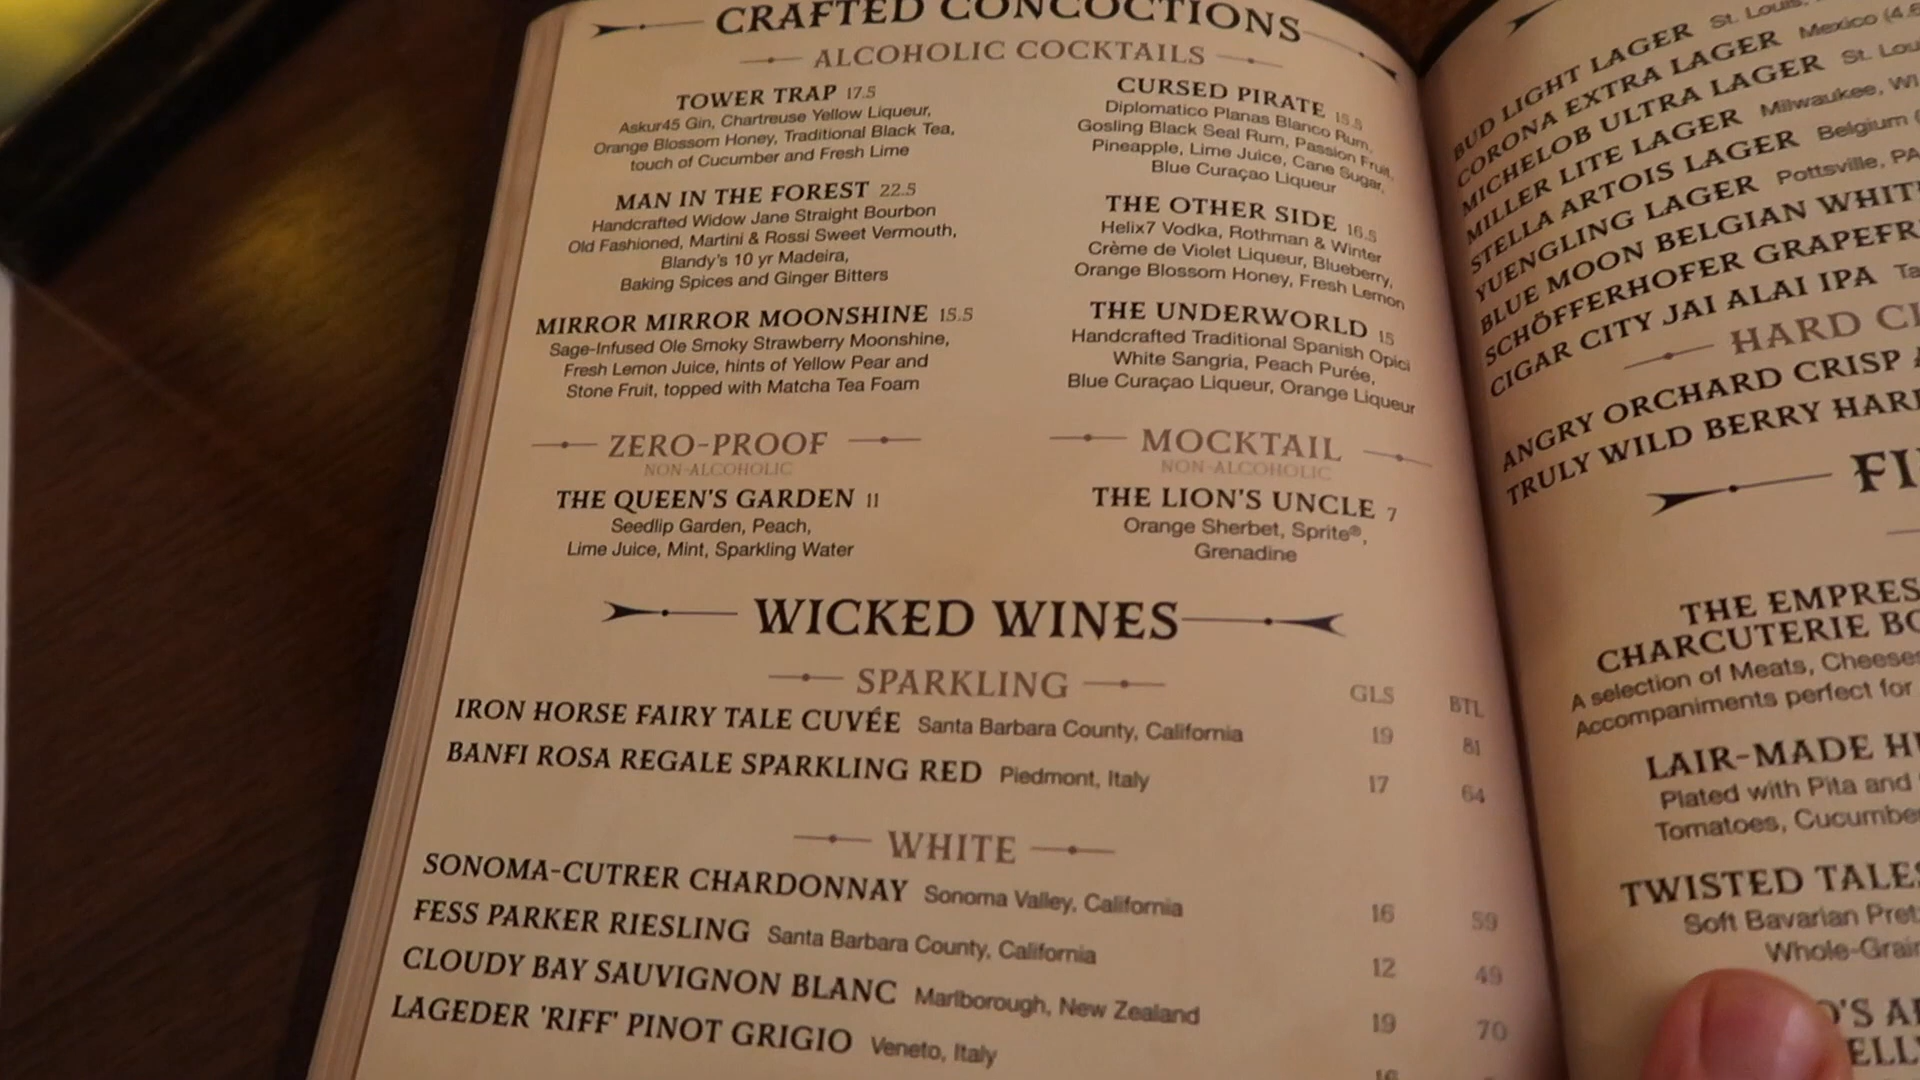 CRAFTED CONCOCTIONS
ALCOHOLIC COCKTAILS
TOWER TRAP 17.5
Askur45 Gin, Chartreuse Yellow Liqueur,
Orange Blossom Honey, Traditional Black Tea,
touch of Cucumber and Fresh Lime
MAN IN THE FOREST 22.5
Handcrafted Widow Jane Straight Bourbon
Old Fashioned, Martini & Rossi Sweet Vermouth,
Blandy's 10 yr Madeira,
Baking Spices and Ginger Bitters
MIRROR MIRROR MOONSHINE 15.5
Sage-Infused Ole Smoky Strawberry Moonshine,
Fresh Lemon Juice, hints of Yellow Pear and
Stone Fruit, topped with Matcha Tea Foam
CURSED PIRATE 15.5
Diplomatico Planas Blanco Rum,
Gosling Black Seal Rum, Passion Fruit,
Pineapple, Lime Juice, Cane Sugar,
Blue Curaçao Liqueur
THE OTHER SIDE 16.5
Helix7 Vodka, Rothman & Winter
Crème de Violet Liqueur, Blueberry,
Orange Blossom Honey, Fresh Lemon
THE UNDERWORLD 15
Handcrafted Traditional Spanish Opici
White Sangria, Peach Purée,
Blue Curaçao Liqueur, Orange Liqueur
ZERO-PROOF
NON-ALCOHOLIC
THE QUEEN'S GARDEN 11
Seedlip Garden, Peach,
Lime Juice, Mint, Sparkling Water
MOCKTAIL
NON-ALCOHOLIC
THE LION'S UNCLE 7
Orange Sherbet, Sprite®,
Grenadine
WICKED WINES
SPARKLING
GLS BTL
IRON HORSE FAIRY TALE CUVÉE Santa Barbara County, California 19 81
BANFI ROSA REGALE SPARKLING RED Piedmont, Italy 17 64
WHITE
SONOMA-CUTRER CHARDONNAY Sonoma Valley, California 16 59
FESS PARKER RIESLING Santa Barbara County, California 12 49
CLOUDY BAY SAUVIGNON BLANC Marlborough, New Zealand 19 70
LAGEDER 'RIFF' PINOT GRIGIO Veneto, Italy 16
BUD LIGHT LAGER St. Louis,
CORONA EXTRA LAGER Mexico
MICHELOB ULTRA LAGER St. Lou
MILLER LITE LAGER Milwaukee, WI
STELLA ARTOIS LAGER Belgium
YUENGLING LAGER Pottsville, PA
BLUE MOON BELGIAN WHIT
SCHÖFFERHOFER GRAPEFR
CIGAR CITY JAI ALAI IPA Ta
HARD CI
ANGRY ORCHARD CRISP
TRULY WILD BERRY HAR
FI
THE EMPRES
CHARCUTERIE BO
A selection of Meats, Cheeses
Accompaniments perfect for
LAIR-MADE H
Plated with Pita and
Tomatoes, Cucumbe
TWISTED TALES
Soft Bavarian Pret
Whole-Grain
O'S A
ELL